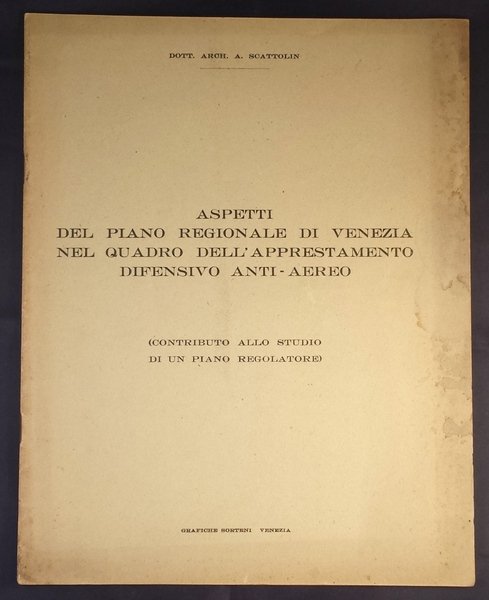 DOTT. ARCH. A. SCATTOLIN
ASPETTI
DEL PIANO REGIONALE DI VENEZIA
NEL QUADRO DELL'APPRESTAMENTO
DIFENSIVO ANTI-AEREO
(CONTRIBUTO ALLO STUDIO
DI UN PIANO REGOLATORE)
GRAFICHE SORTENI VENEZIA